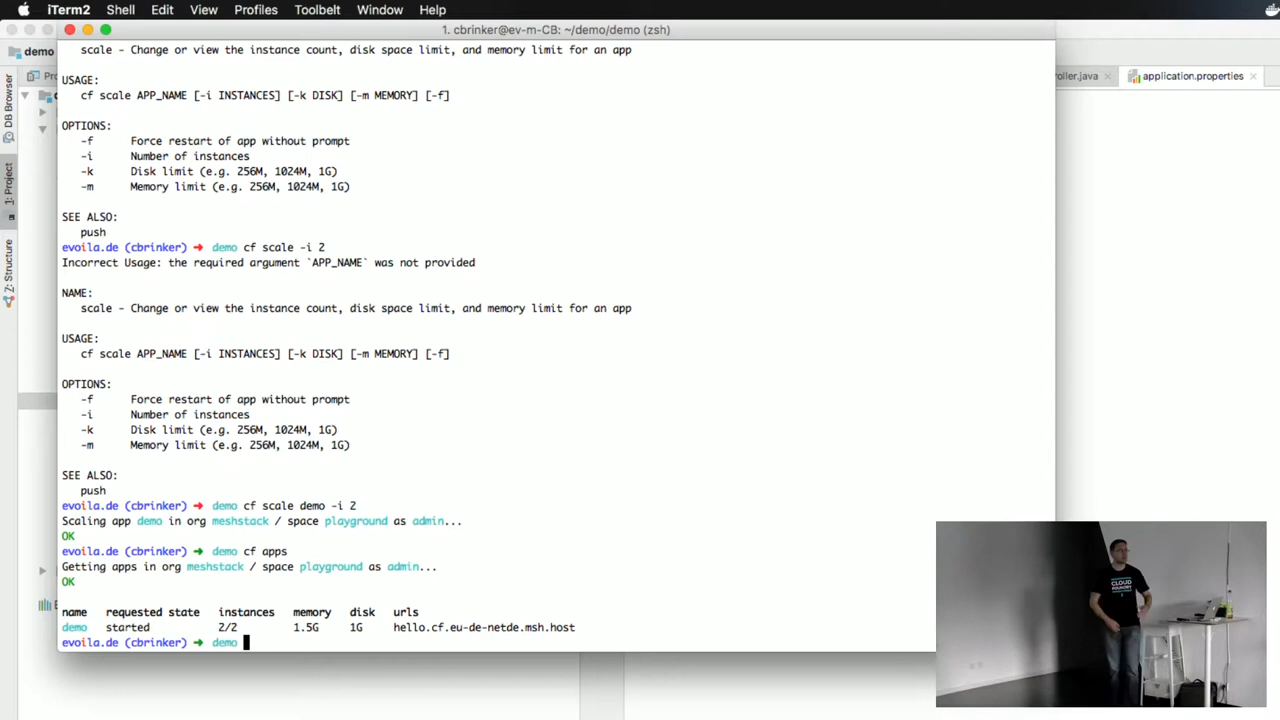 iTerm2 Shell Edit View Profiles Toolbelt Window Help
1. cbrinker@ev-m-CB: ~/demo/demo (zsh)
demo
Pro
oller.java
application.properties
DB Browser
1: Project
Z: Structure
scale - Change or view the instance count, disk space limit, and memory limit for an app
USAGE:
cf scale APP_NAME [-i INSTANCES] [-k DISK] [-m MEMORY] [-f]
OPTIONS:
-f Force restart of app without prompt
-i Number of instances
-k Disk limit (e.g. 256M, 1024M, 1G)
-m Memory limit (e.g. 256M, 1024M, 1G)
SEE ALSO:
push
evoila.de (cbrinker) ➜ demo cf scale -i 2
Incorrect Usage: the required argument `APP_NAME` was not provided
NAME:
scale - Change or view the instance count, disk space limit, and memory limit for an app
USAGE:
cf scale APP_NAME [-i INSTANCES] [-k DISK] [-m MEMORY] [-f]
OPTIONS:
-f Force restart of app without prompt
-i Number of instances
-k Disk limit (e.g. 256M, 1024M, 1G)
-m Memory limit (e.g. 256M, 1024M, 1G)
SEE ALSO:
push
evoila.de (cbrinker) ➜ demo cf scale demo -i 2
Scaling app demo in org meshstack / space playground as admin...
OK
evoila.de (cbrinker) ➜ demo cf apps
Getting apps in org meshstack / space playground as admin...
OK
name requested state instances memory disk urls
demo started 2/2 1.5G 1G hello.cf.eu-de-netde.msh.host
evoila.de (cbrinker) ➜ demo
CLOUD
FOUNDRY